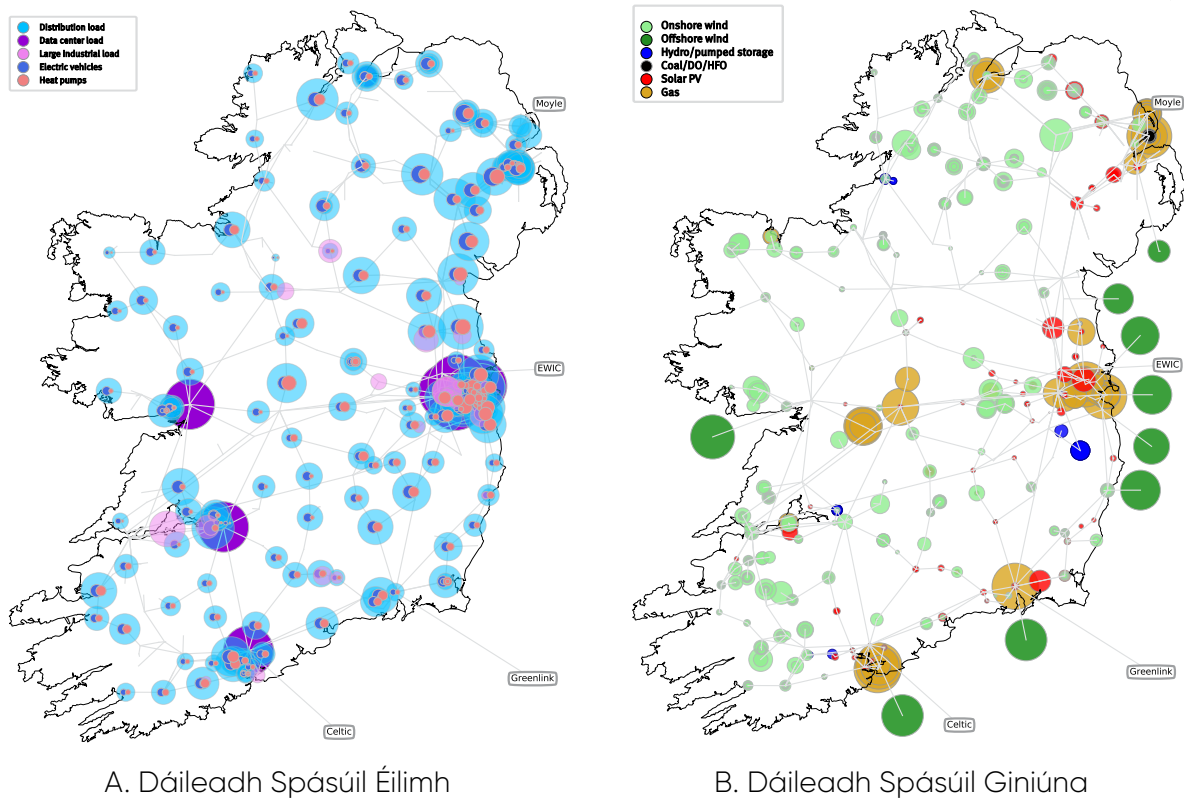 Distribution load
Data center load
Large industrial load
Electric vehicles
Heat pumps
Moyle
EWIC
Greenlink
Celtic
A. Dáileadh Spásúil Éilimh
Onshore wind
Offshore wind
Hydro/pumped storage
Coal/DO/HFO
Solar PV
Gas
Moyle
EWIC
Greenlink
Celtic
B. Dáileadh Spásúil Giniúna